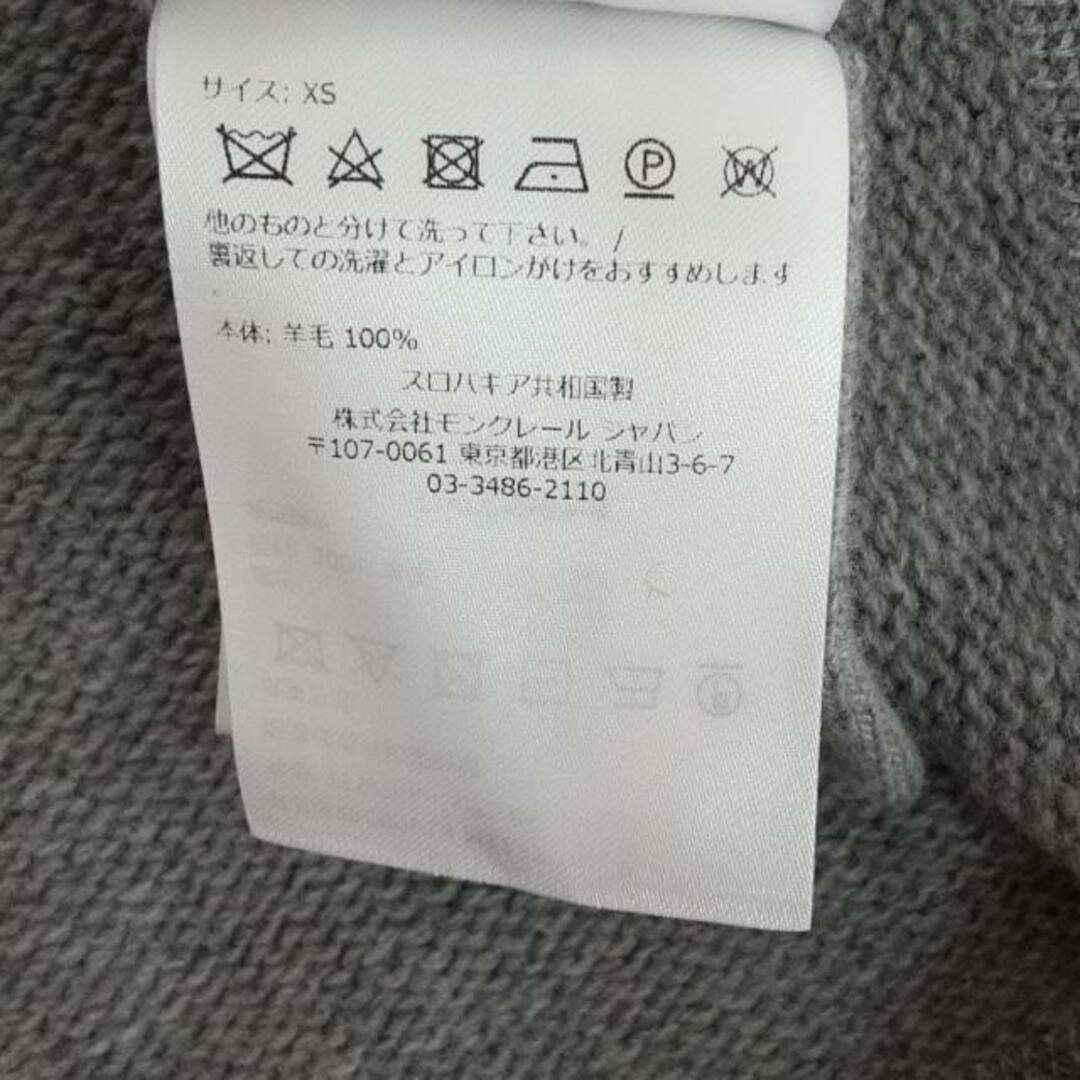 サイズ: XS
P W
他のものと分けて洗って下さい。 /
裏返しての洗濯とアイロンがけをおすすめします
。
本体: 羊毛 100%
スロバキア共和国製
株式会社モンクレール ジャパン
〒107-0061 東京都港区北青山3-6-7
03-3486-2110